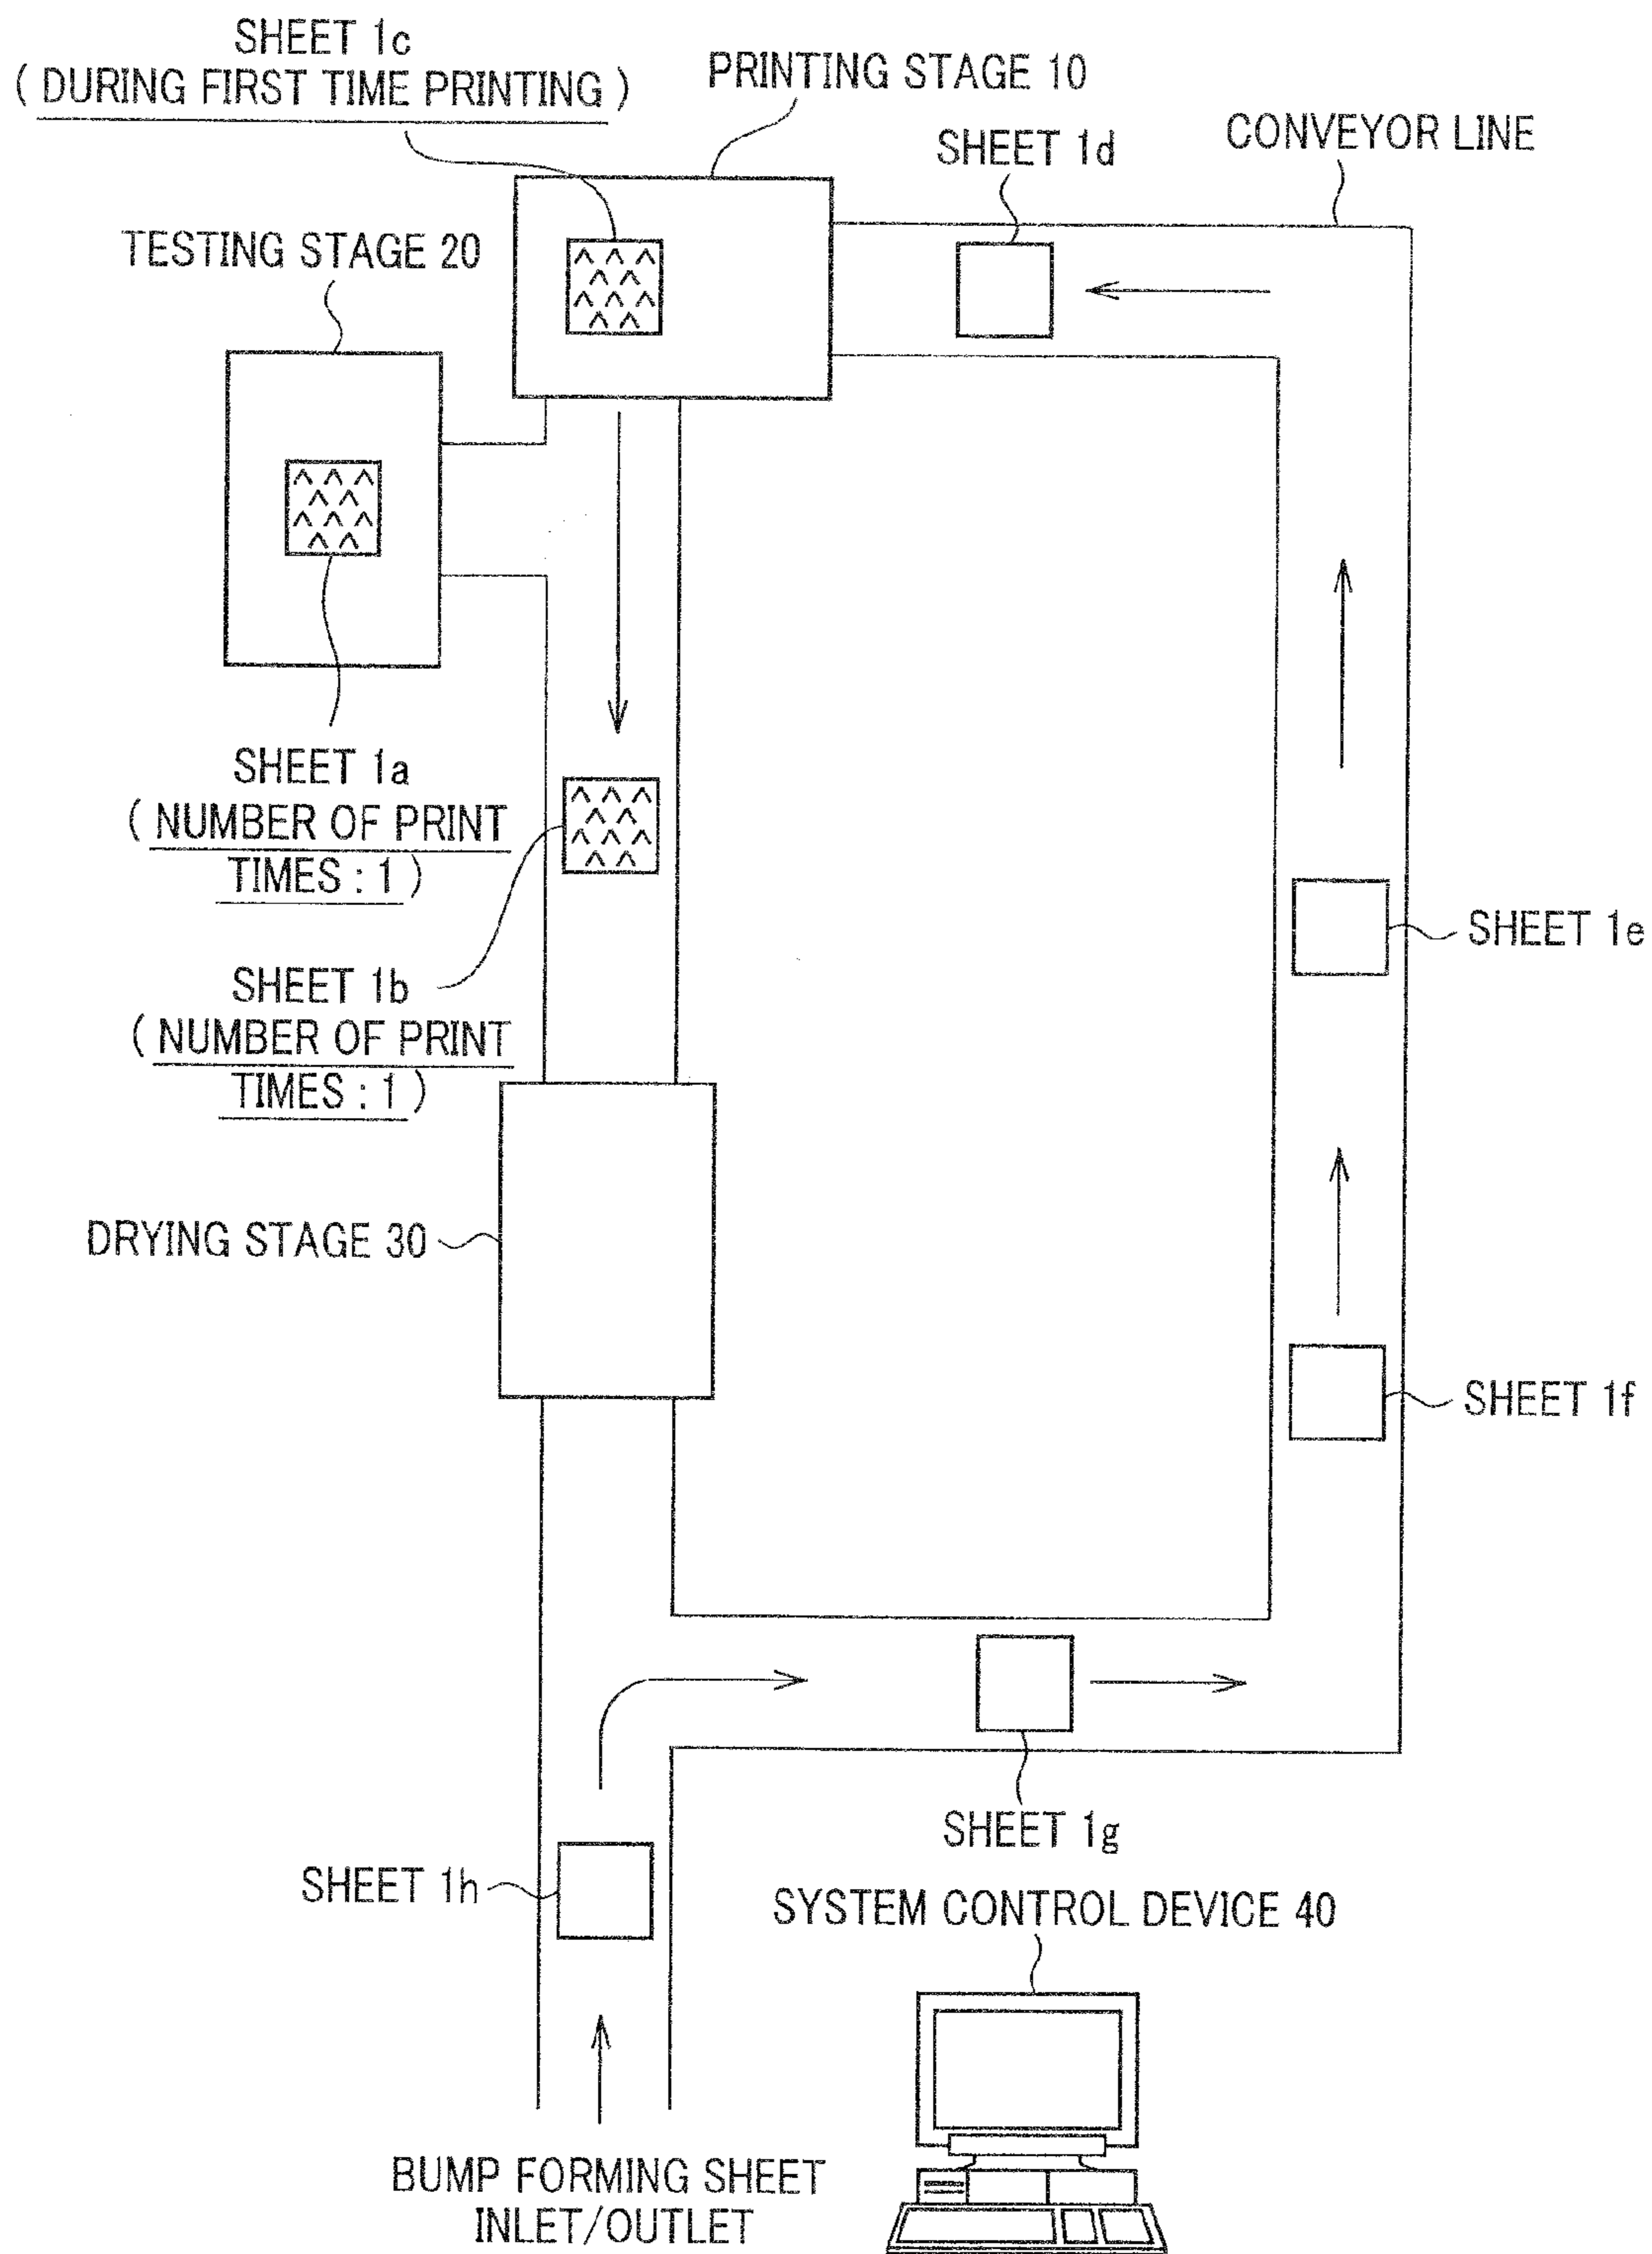 SHEET 1c
( DURING FIRST TIME PRINTING )
PRINTING STAGE 10
SHEET 1d
CONVEYOR LINE
TESTING STAGE 20
SHEET 1a
( NUMBER OF PRINT
TIMES : 1 )
SHEET 1e
SHEET 1b
( NUMBER OF PRINT
TIMES : 1 )
DRYING STAGE 30
SHEET 1f
SHEET 1g
SHEET 1h
SYSTEM CONTROL DEVICE 40
BUMP FORMING SHEET
INLET/OUTLET